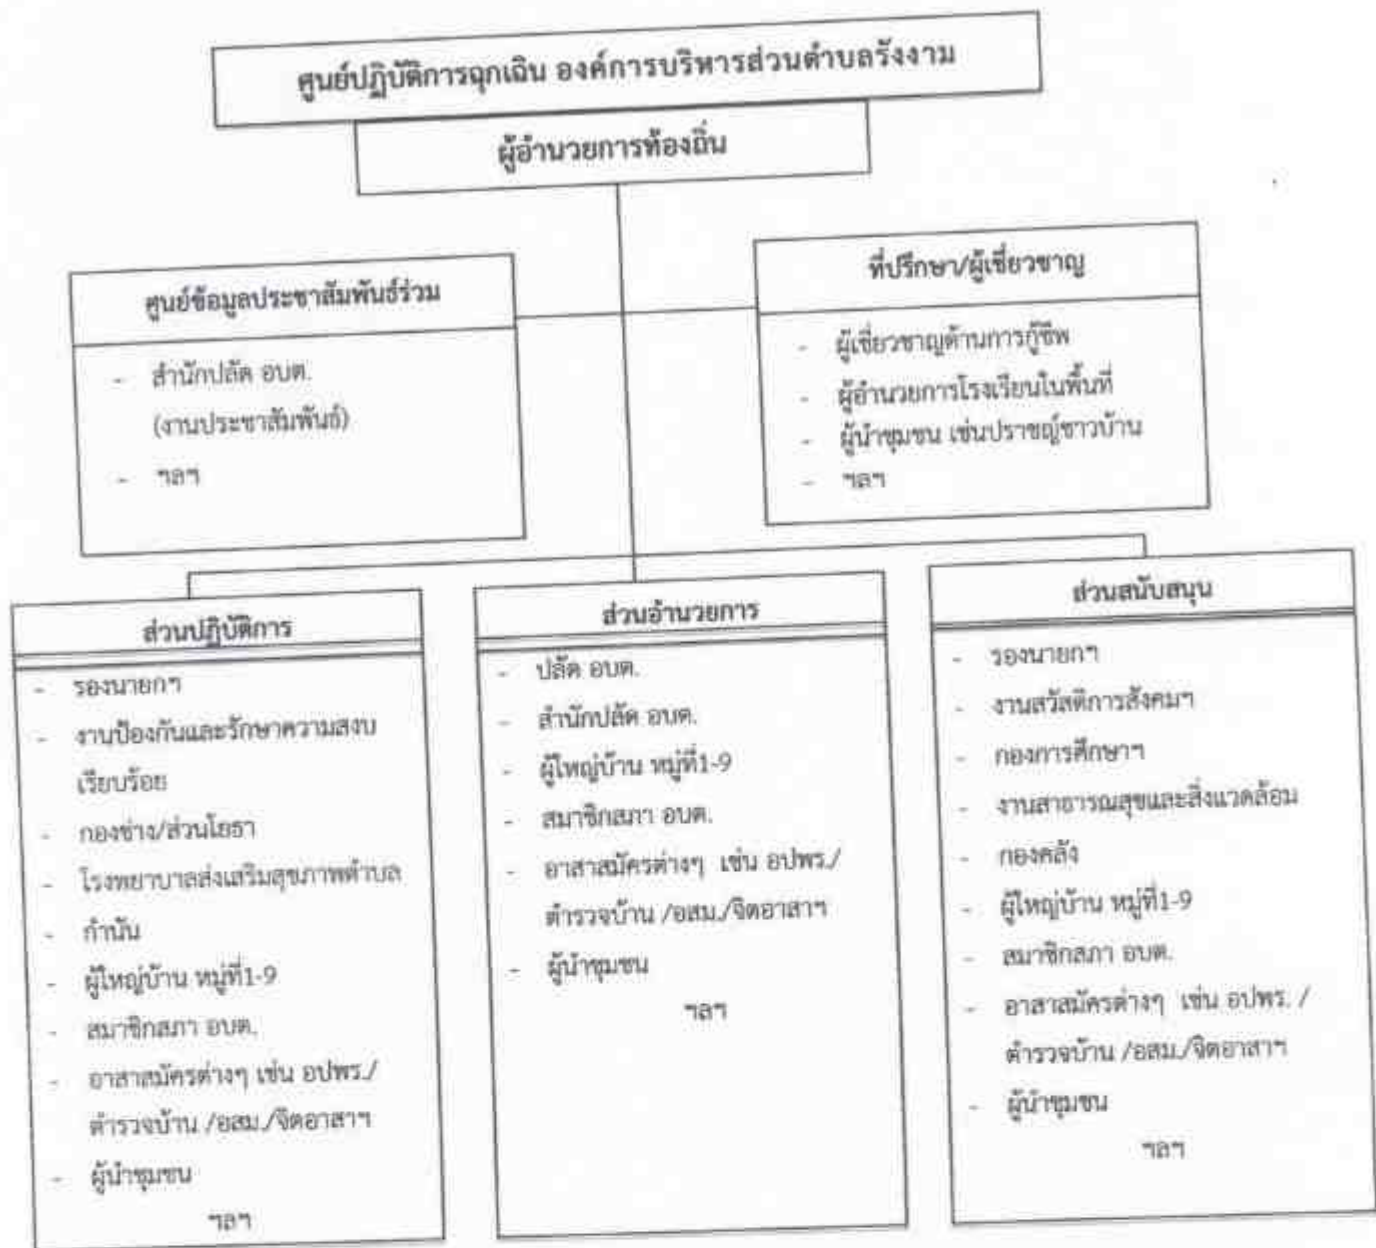 ศูนย์ปฏิบัติการฉุกเฉิน องค์การบริหารส่วนตำบลรังงาม
ผู้อำนวยการท้องถิ่น
ศูนย์ข้อมูลประชาสัมพันธ์ร่วม
- สำนักปลัด อบต.
(งานประชาสัมพันธ์)
- ฯลฯ
ที่ปรึกษา/ผู้เชี่ยวชาญ
- ผู้เชี่ยวชาญด้านการกู้ชีพ
- ผู้อำนวยการโรงเรียนในพื้นที่
- ผู้นำชุมชน เช่นปราชญ์ชาวบ้าน
- ฯลฯ
ส่วนปฏิบัติการ
- รองนายกฯ
- งานป้องกันและรักษาความสงบ
เรียบร้อย
- กองช่าง/ส่วนโยธา
- โรงพยาบาลส่งเสริมสุขภาพตำบล
- กำนัน
- ผู้ใหญ่บ้าน หมู่ที่1-9
- สมาชิกสภา อบต.
- อาสาสมัครต่างๆ เช่น อปพร./
ตำรวจบ้าน /อสม./จิตอาสาฯ
- ผู้นำชุมชน
ฯลฯ
ส่วนอำนวยการ
- ปลัด อบต.
- สำนักปลัด อบต.
- ผู้ใหญ่บ้าน หมู่ที่1-9
- สมาชิกสภา อบต.
- อาสาสมัครต่างๆ เช่น อปพร./
ตำรวจบ้าน /อสม./จิตอาสาฯ
- ผู้นำชุมชน
ฯลฯ
ส่วนสนับสนุน
- รองนายกฯ
- งานสวัสดิการสังคมฯ
- กองการศึกษาฯ
- งานสาธารณสุขและสิ่งแวดล้อม
- กองคลัง
- ผู้ใหญ่บ้าน หมู่ที่1-9
- สมาชิกสภา อบต.
- อาสาสมัครต่างๆ เช่น อปพร. /
ตำรวจบ้าน /อสม./จิตอาสาฯ
- ผู้นำชุมชน
ฯลฯ